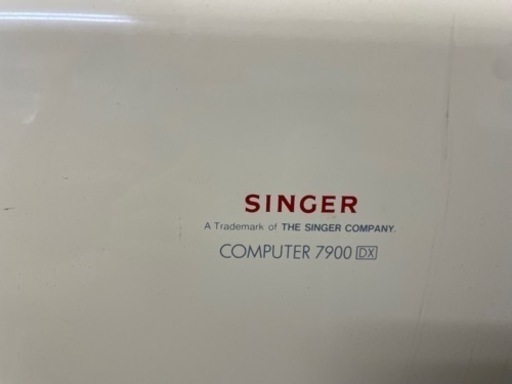 SINGER
A Trademark of THE SINGER COMPANY.
COMPUTER 7900 DX